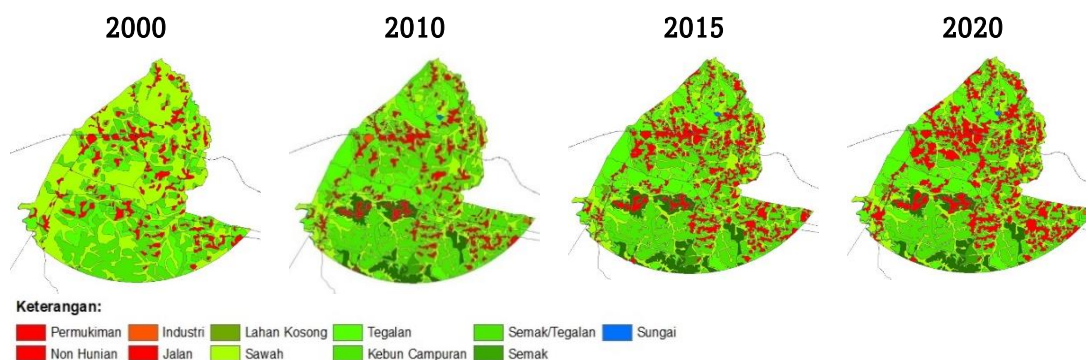 2000 2010 2015 2020
Keterangan:
Permukiman Industri Lahan Kosong Tegalan Semak/Tegalan Sungai
Non Hunian Jalan Sawah Kebun Campuran Semak